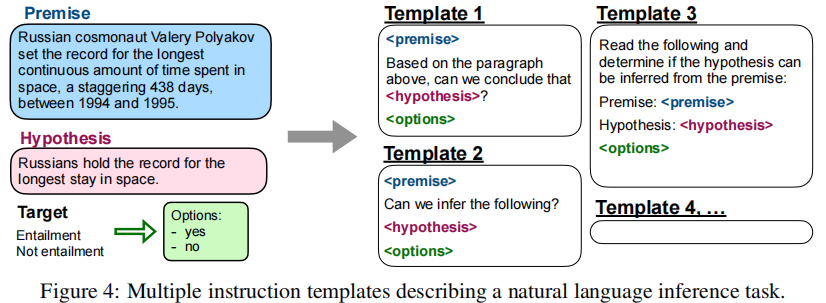 Premise
Russian cosmonaut Valery Polyakov
set the record for the longest
continuous amount of time spent in
space, a staggering 438 days,
between 1994 and 1995.
Hypothesis
Russians hold the record for the
longest stay in space.
Target
Entailment
Not entailment
Options:
- yes
- no
Template 1
<premise>
Based on the paragraph
above, can we conclude that
<hypothesis>?
<options>
Template 2
<premise>
Can we infer the following?
<hypothesis>
<options>
Template 3
Read the following and
determine if the hypothesis can
be inferred from the premise:
Premise: <premise>
Hypothesis: <hypothesis>
<options>
Template 4, …
Figure 4: Multiple instruction templates describing a natural language inference task.